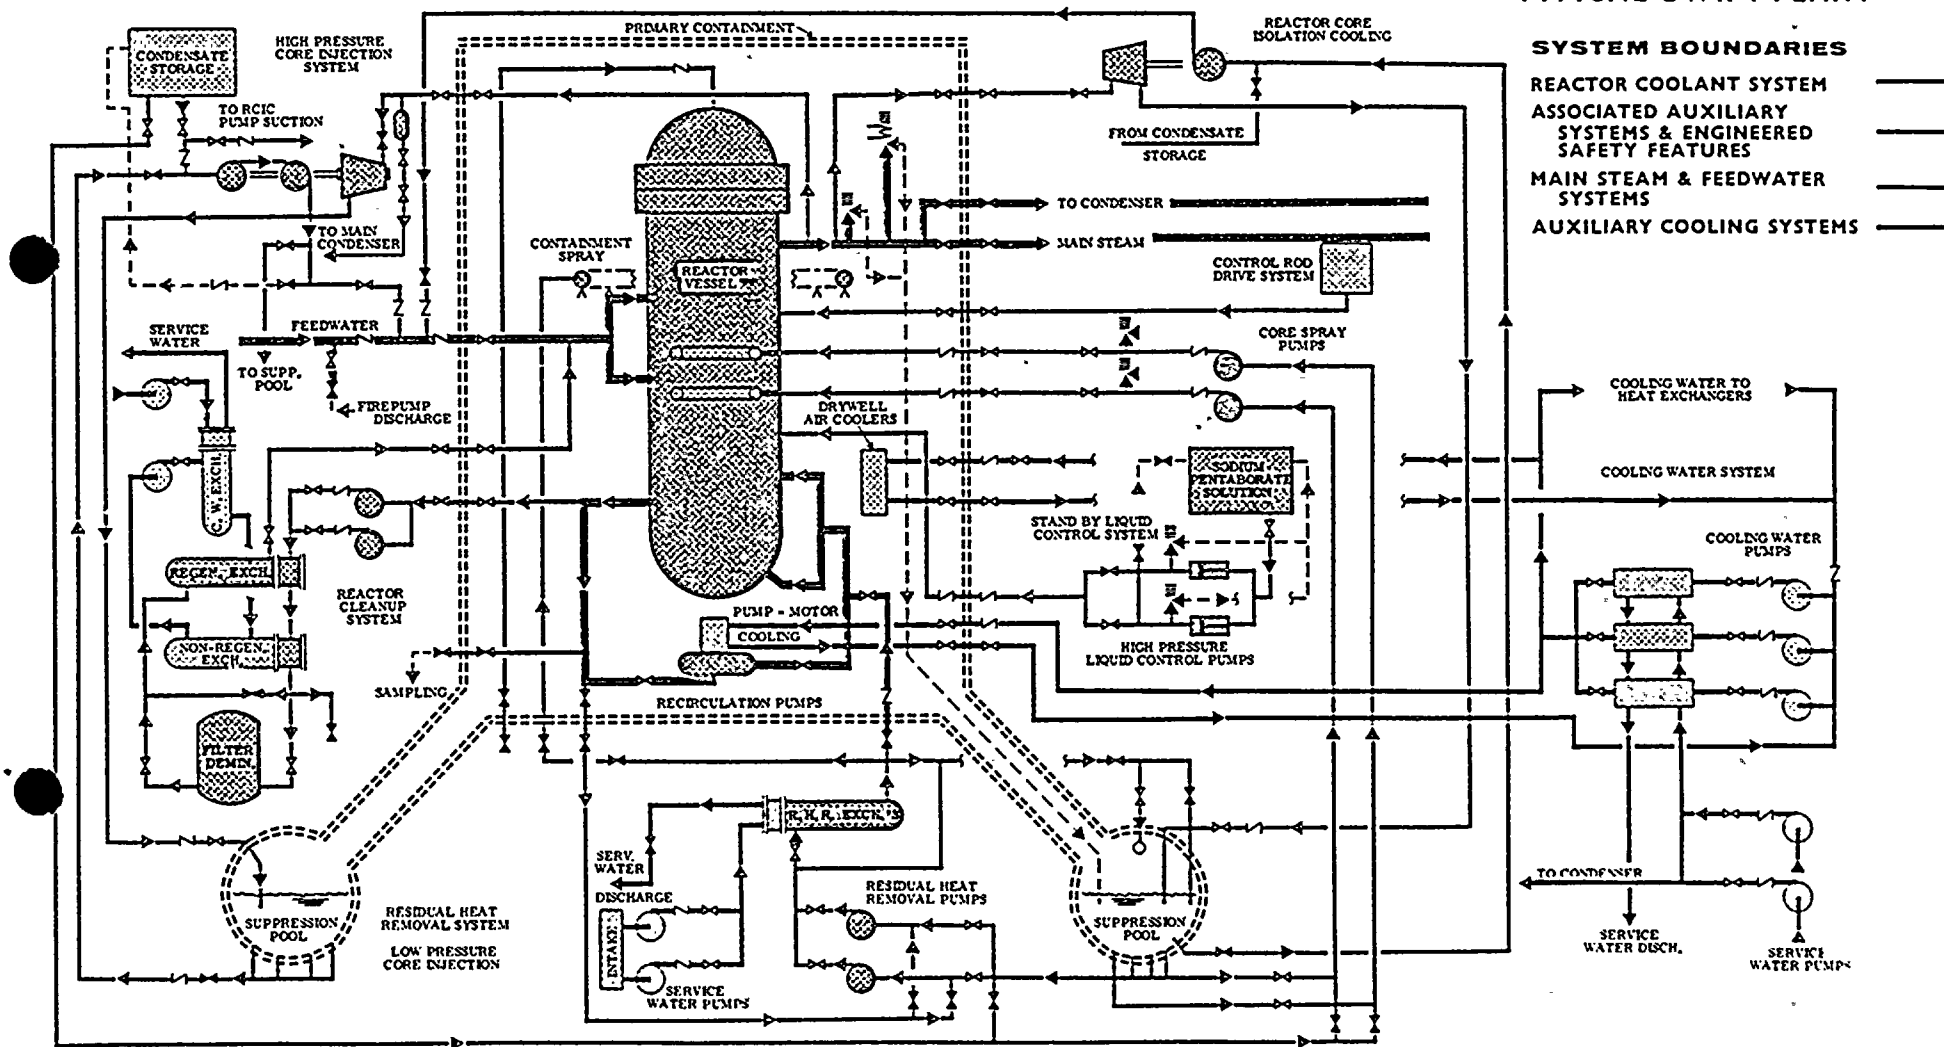 PRIMARY CONTAINMENT
REACTOR CORE
ISOLATION COOLING
SYSTEM BOUNDARIES
REACTOR COOLANT SYSTEM
ASSOCIATED AUXILIARY
SYSTEMS & ENGINEERED
SAFETY FEATURES
MAIN STEAM & FEEDWATER
SYSTEMS
AUXILIARY COOLING SYSTEMS
CONDENSATE
STORAGE
HIGH PRESSURE
CORE INJECTION
SYSTEM
TO RCIC
PUMP SUCTION
FROM CONDENSATE
STORAGE
TO CONDENSER
MAIN STEAM
TO MAIN
CONDENSER
CONTAINMENT
SPRAY
REACTOR
VESSEL
CONTROL ROD
DRIVE SYSTEM
SERVICE
WATER
FEEDWATER
CORE SPRAY
PUMPS
TO SUPP.
POOL
FIREPUMP
DISCHARGE
DRYWELL
AIR COOLERS
COOLING WATER TO
HEAT EXCHANGERS
C. W. EXCH.
SODIUM
PENTABORATE
SOLUTION
COOLING WATER SYSTEM
STAND BY LIQUID
CONTROL SYSTEM
COOLING WATER
PUMPS
REGEN. EXCH.
REACTOR
CLEANUP
SYSTEM
PUMP - MOTOR
COOLING
NON-REGEN.
EXCH.
HIGH PRESSURE
LIQUID CONTROL PUMPS
SAMPLING
RECIRCULATION PUMPS
FILTER
DEMIN.
R. H. R. EXCH.'S
SERV.
WATER
DISCHARGE
RESIDUAL HEAT
REMOVAL PUMPS
TO CONDENSER
SUPPRESSION
POOL
RESIDUAL HEAT
REMOVAL SYSTEM
LOW PRESSURE
CORE INJECTION
INTAKE
SERVICE
WATER PUMPS
SUPPRESSION
POOL
SERVICE
WATER DISCH.
SERVICE
WATER PUMPS